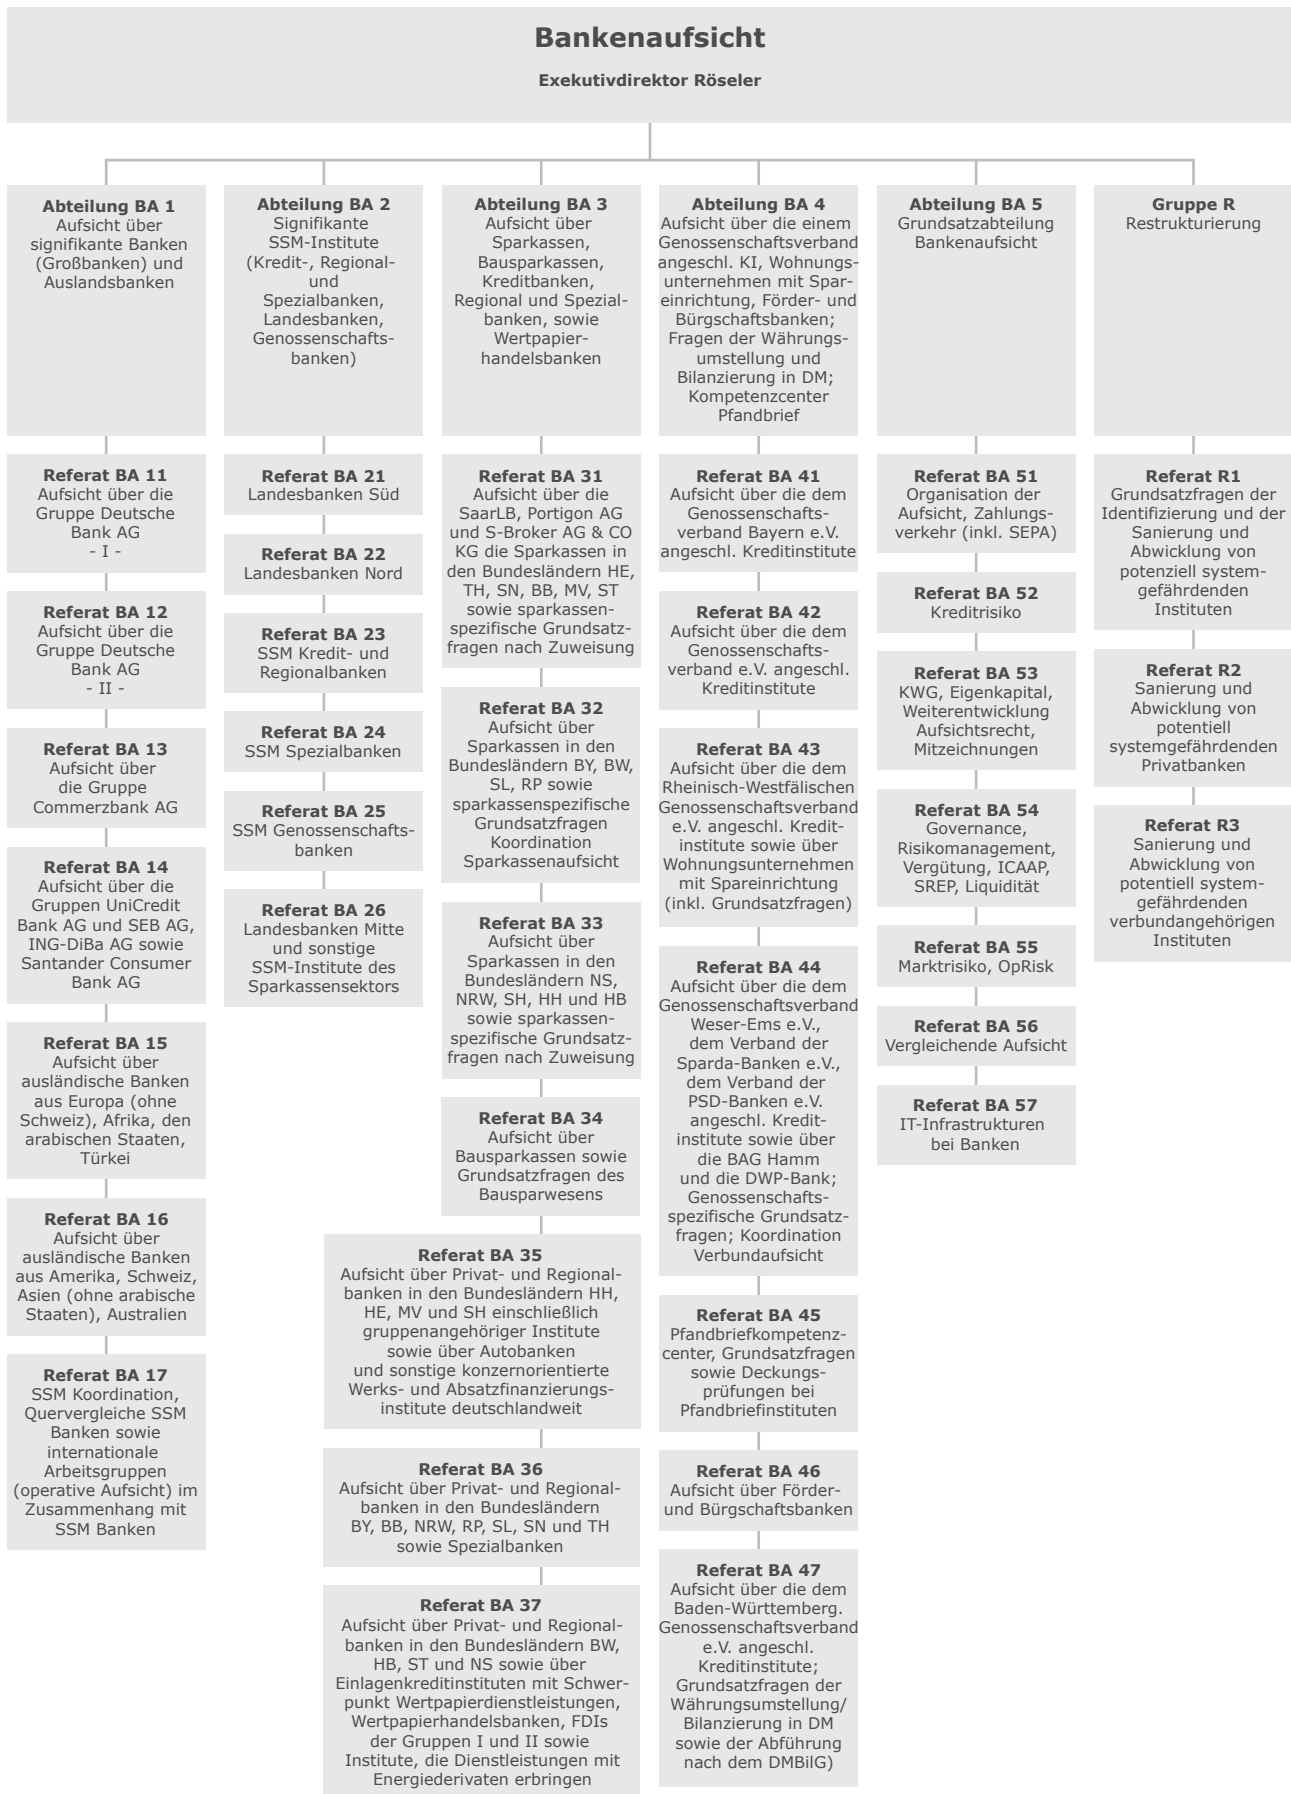 Bankenaufsicht
Exekutivdirektor Röseler
Abteilung BA 1
Aufsicht über
signifikante Banken
(Großbanken) und
Auslandsbanken
Referat BA 11
Aufsicht über die
Gruppe Deutsche
Bank AG
- I -
Referat BA 12
Aufsicht über die
Gruppe Deutsche
Bank AG
- II -
Referat BA 13
Aufsicht über
die Gruppe
Commerzbank AG
Referat BA 14
Aufsicht über die
Gruppen UniCredit
Bank AG und SEB AG,
ING-DiBa AG sowie
Santander Consumer
Bank AG
Referat BA 15
Aufsicht über
ausländische Banken
aus Europa (ohne
Schweiz), Afrika, den
arabischen Staaten,
Türkei
Referat BA 16
Aufsicht über
ausländische Banken
aus Amerika, Schweiz,
Asien (ohne arabische
Staaten), Australien
Referat BA 17
SSM Koordination,
Quervergleiche SSM
Banken sowie
internationale
Arbeitsgruppen
(operative Aufsicht) im
Zusammenhang mit
SSM Banken
Abteilung BA 2
Signifikante
SSM-Institute
(Kredit-, Regional-
und
Spezialbanken,
Landesbanken,
Genossenschafts-
banken)
Referat BA 21
Landesbanken Süd
Referat BA 22
Landesbanken Nord
Referat BA 23
SSM Kredit- und
Regionalbanken
Referat BA 24
SSM Spezialbanken
Referat BA 25
SSM Genossenschafts-
banken
Referat BA 26
Landesbanken Mitte
und sonstige
SSM-Institute des
Sparkassensektors
Abteilung BA 3
Aufsicht über
Sparkassen,
Bausparkassen,
Kreditbanken,
Regional und Spezial-
banken, sowie
Wertpapier-
handelsbanken
Referat BA 31
Aufsicht über die
SaarLB, Portigon AG
und S-Broker AG & CO
KG die Sparkassen in
den Bundesländern HE,
TH, SN, BB, MV, ST
sowie sparkassen-
spezifische Grundsatz-
fragen nach Zuweisung
Referat BA 32
Aufsicht über
Sparkassen in den
Bundesländern BY, BW,
SL, RP sowie
sparkassenspezifische
Grundsatzfragen
Koordination
Sparkassenaufsicht
Referat BA 33
Aufsicht über
Sparkassen in den
Bundesländern NS,
NRW, SH, HH und HB
sowie sparkassen-
spezifische Grundsatz-
fragen nach Zuweisung
Referat BA 34
Aufsicht über
Bausparkassen sowie
Grundsatzfragen des
Bausparwesens
Referat BA 35
Aufsicht über Privat- und Regional-
banken in den Bundesländern HH,
HE, MV und SH einschließlich
gruppenangehöriger Institute
sowie über Autobanken
und sonstige konzernorientierte
Werks- und Absatzfinanzierungs-
institute deutschlandweit
Referat BA 36
Aufsicht über Privat- und Regional-
banken in den Bundesländern
BY, BB, NRW, RP, SL, SN und TH
sowie Spezialbanken
Referat BA 37
Aufsicht über Privat- und Regional-
banken in den Bundesländern BW,
HB, ST und NS sowie über
Einlagenkreditinstituten mit Schwer-
punkt Wertpapierdienstleistungen,
Wertpapierhandelsbanken, FDIs
der Gruppen I und II sowie
Institute, die Dienstleistungen mit
Energiederivaten erbringen
Abteilung BA 4
Aufsicht über die einem
Genossenschaftsverband
angeschl. KI, Wohnungs-
unternehmen mit Spar-
einrichtung, Förder- und
Bürgschaftsbanken;
Fragen der Währungs-
umstellung und
Bilanzierung in DM;
Kompetenzcenter
Pfandbrief
Referat BA 41
Aufsicht über die dem
Genossenschafts-
verband Bayern e.V.
angeschl. Kreditinstitute
Referat BA 42
Aufsicht über die dem
Genossenschafts-
verband e.V. angeschl.
Kreditinstitute
Referat BA 43
Aufsicht über die dem
Rheinisch-Westfälischen
Genossenschaftsverband
e.V. angeschl. Kredit-
institute sowie über
Wohnungsunternehmen
mit Spareinrichtung
(inkl. Grundsatzfragen)
Referat BA 44
Aufsicht über die dem
Genossenschaftsverband
Weser-Ems e.V.,
dem Verband der
Sparda-Banken e.V.,
dem Verband der
PSD-Banken e.V.
angeschl. Kredit-
institute sowie über
die BAG Hamm
und die DWP-Bank;
Genossenschafts-
spezifische Grundsatz-
fragen; Koordination
Verbundaufsicht
Referat BA 45
Pfandbriefkompetenz-
center, Grundsatzfragen
sowie Deckungs-
prüfungen bei
Pfandbriefinstituten
Referat BA 46
Aufsicht über Förder-
und Bürgschaftsbanken
Referat BA 47
Aufsicht über die dem
Baden-Württemberg.
Genossenschaftsverband
e.V. angeschl.
Kreditinstitute;
Grundsatzfragen der
Währungsumstellung/
Bilanzierung in DM
sowie der Abführung
nach dem DMBilG)
Abteilung BA 5
Grundsatzabteilung
Bankenaufsicht
Referat BA 51
Organisation der
Aufsicht, Zahlungs-
verkehr (inkl. SEPA)
Referat BA 52
Kreditrisiko
Referat BA 53
KWG, Eigenkapital,
Weiterentwicklung
Aufsichtsrecht,
Mitzeichnungen
Referat BA 54
Governance,
Risikomanagement,
Vergütung, ICAAP,
SREP, Liquidität
Referat BA 55
Marktrisiko, OpRisk
Referat BA 56
Vergleichende Aufsicht
Referat BA 57
IT-Infrastrukturen
bei Banken
Gruppe R
Restrukturierung
Referat R1
Grundsatzfragen der
Identifizierung und der
Sanierung und
Abwicklung von
potenziell system-
gefährdenden
Instituten
Referat R2
Sanierung und
Abwicklung von
potentiell
systemgefährdenden
Privatbanken
Referat R3
Sanierung und
Abwicklung von
potentiell system-
gefährdenden
verbundangehörigen
Instituten